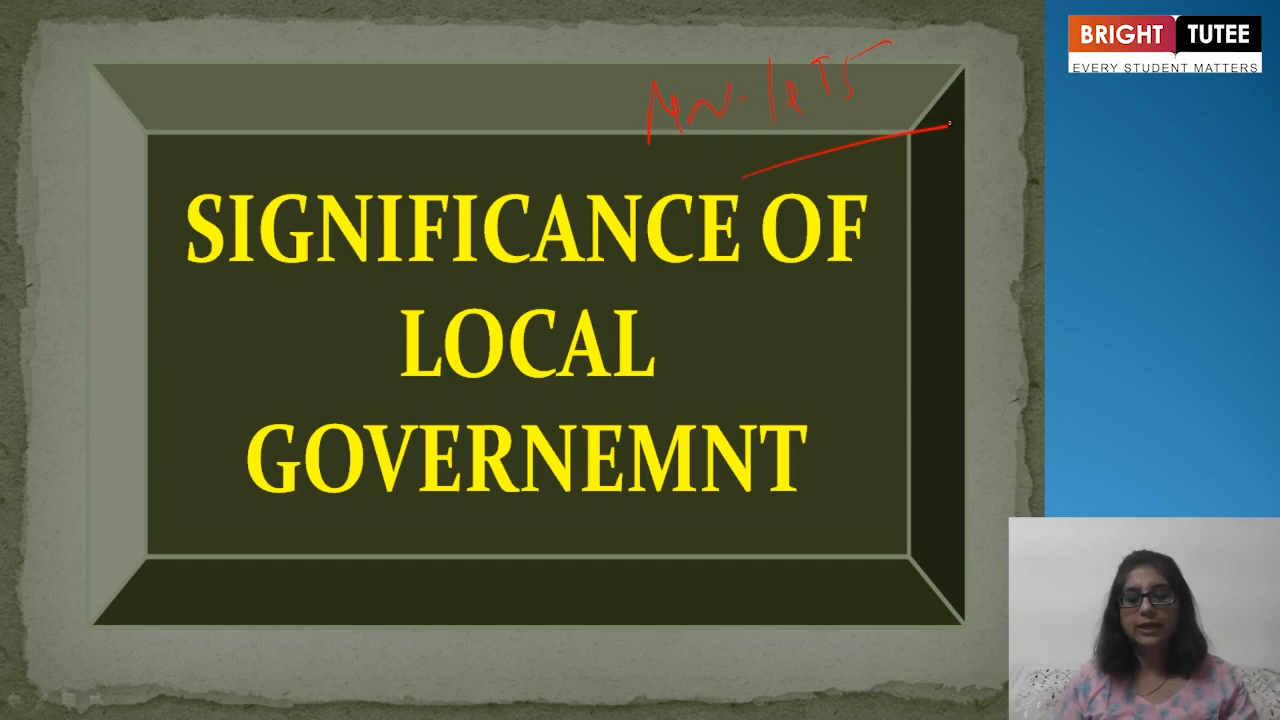 BRIGHT TUTEE
EVERY STUDENT MATTERS
SIGNIFICANCE OF
LOCAL
GOVERNEMNT